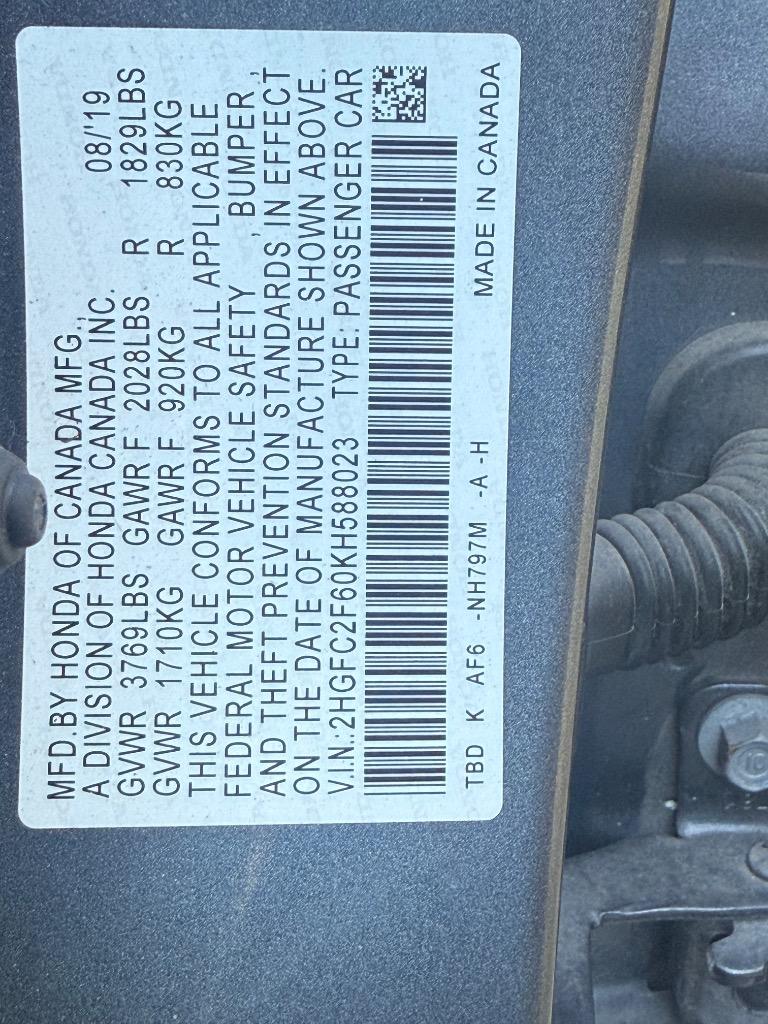 MFD.BY HONDA OF CANADA MFG., 08/'19
A DIVISION OF HONDA CANADA INC.
GVWR 3769LBS GAWR F 2028LBS R 1829LBS
GVWR 1710KG GAWR F 920KG R 830KG
THIS VEHICLE CONFORMS TO ALL APPLICABLE
FEDERAL MOTOR VEHICLE SAFETY , BUMPER ,
AND THEFT PREVENTION STANDARDS IN EFFECT
ON THE DATE OF MANUFACTURE SHOWN ABOVE.
V.I.N.:2HGFC2F60KH588023 TYPE: PASSENGER CAR
TBD K AF6 -NH797M -A -H MADE IN CANADA
10